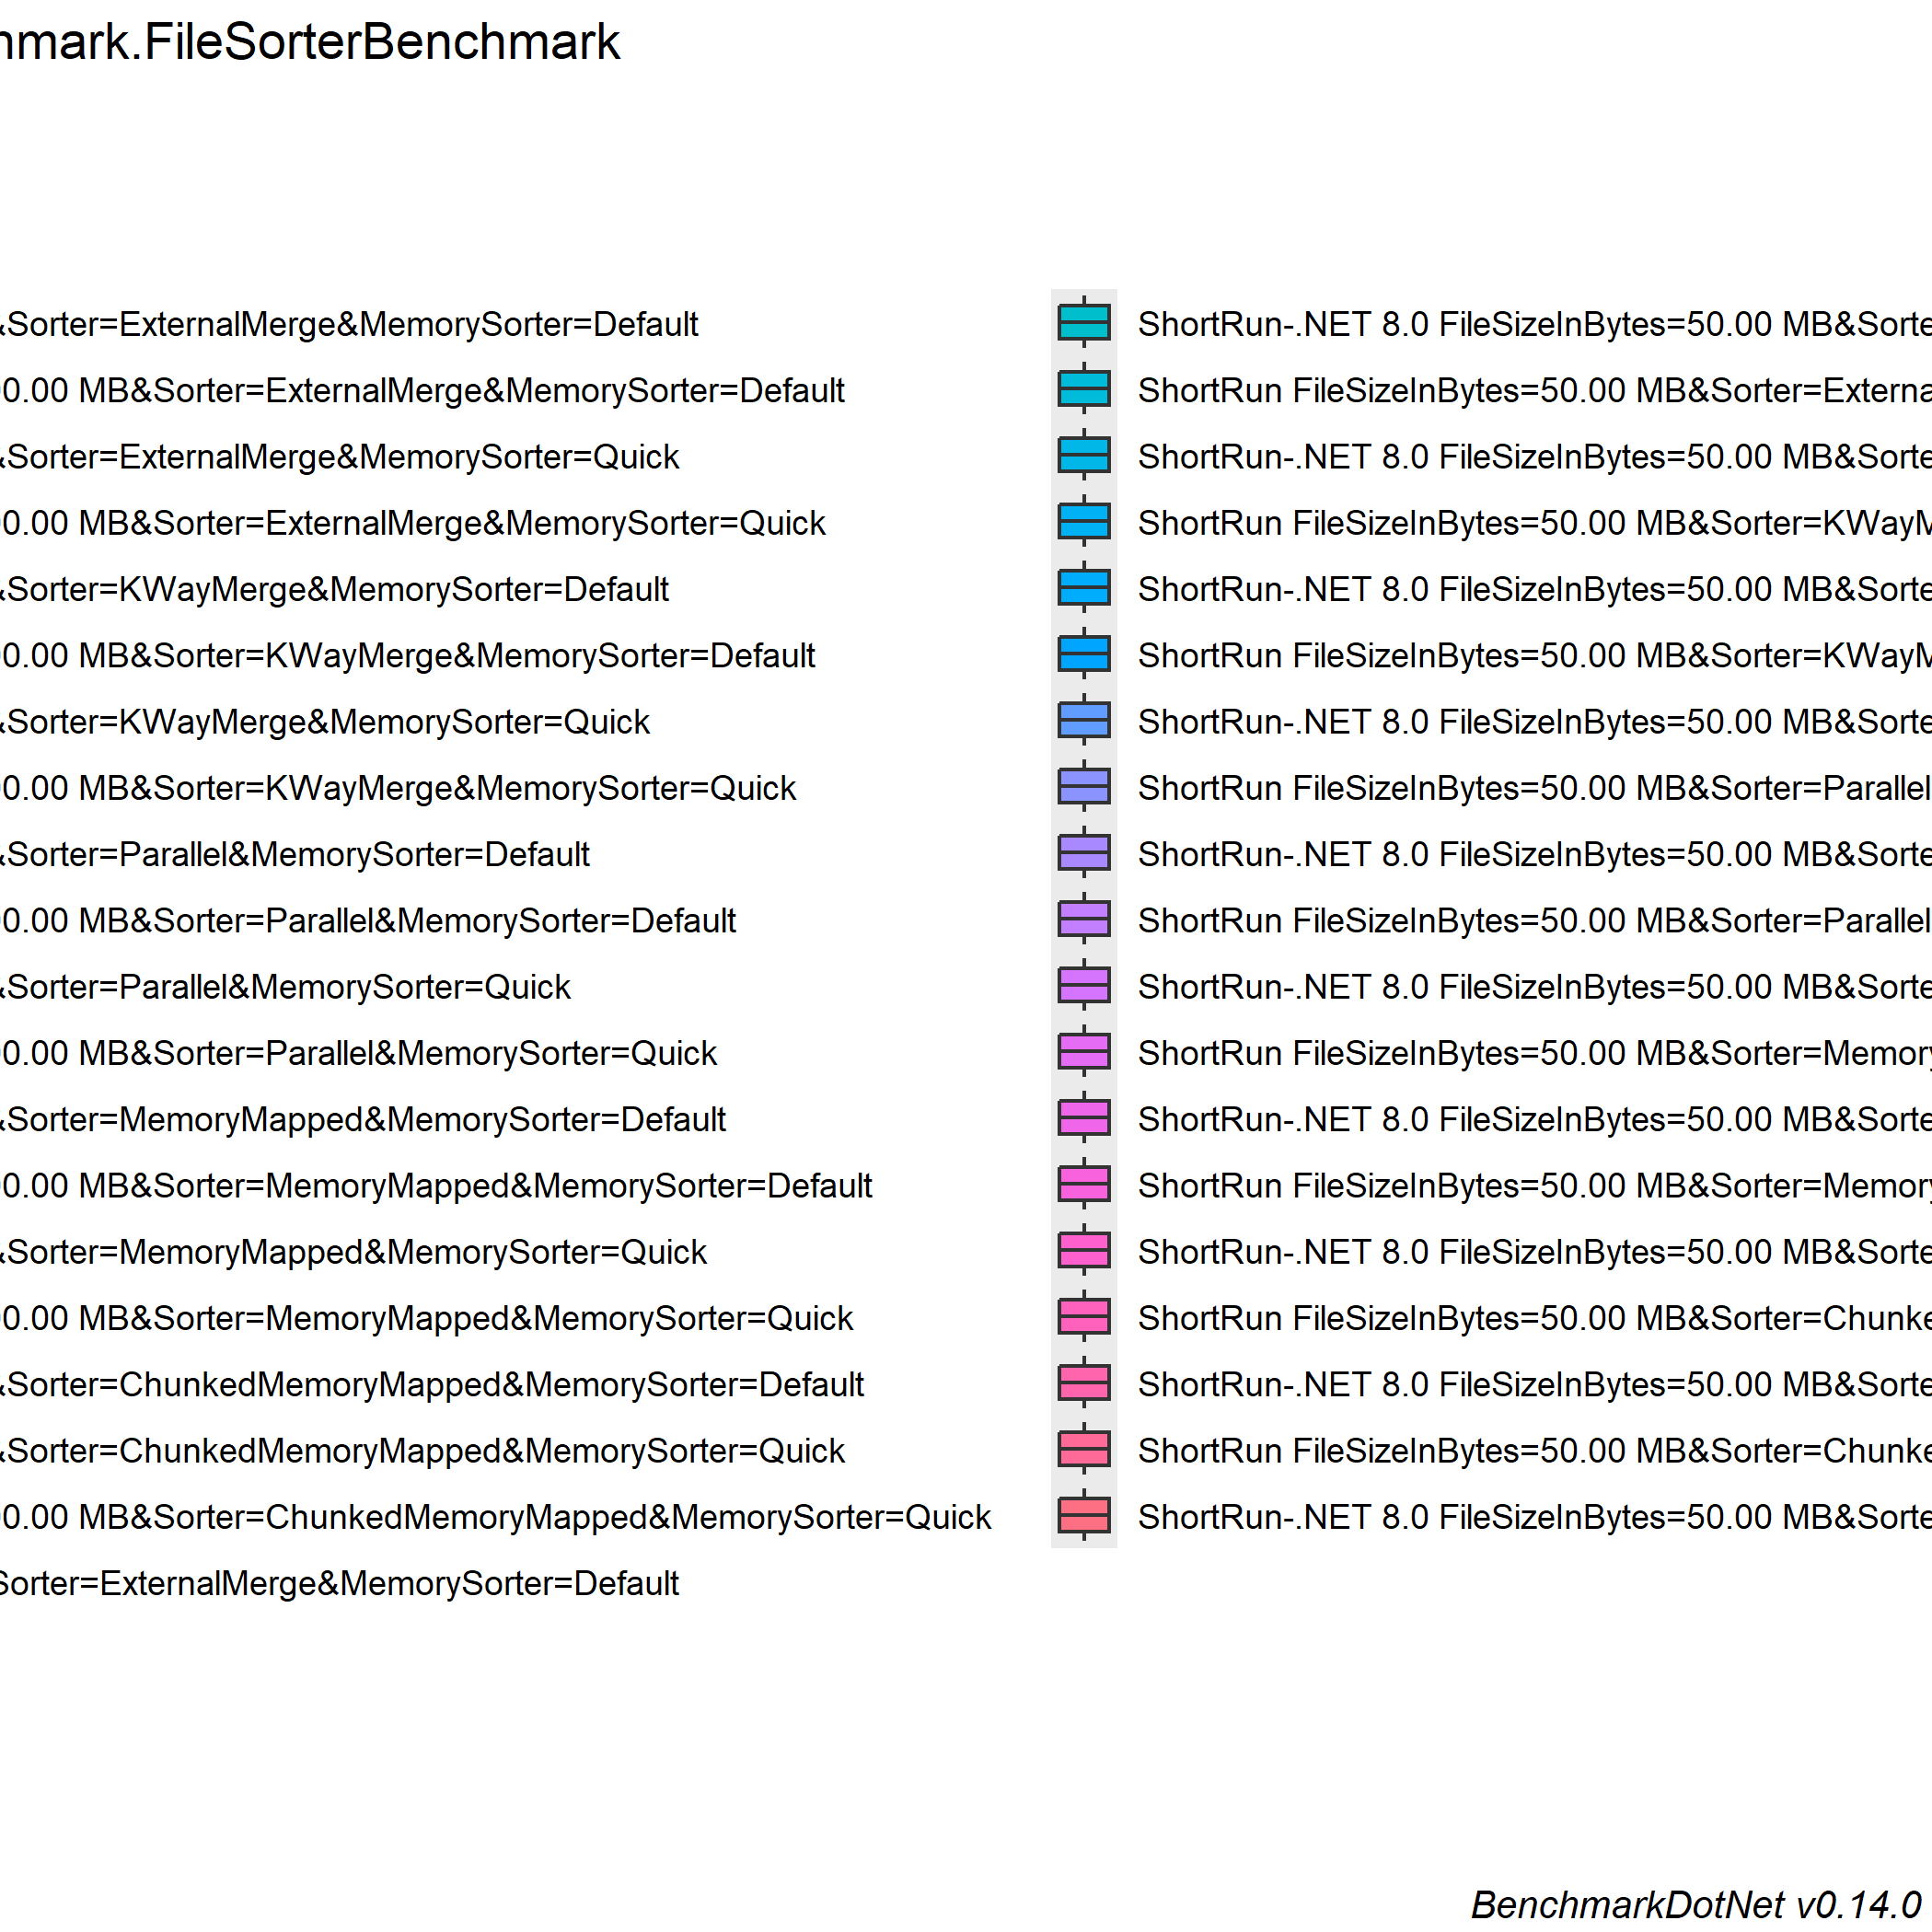 hmark.FileSorterBenchmark
&Sorter=ExternalMerge&MemorySorter=Default
00.00 MB&Sorter=ExternalMerge&MemorySorter=Default
&Sorter=ExternalMerge&MemorySorter=Quick
00.00 MB&Sorter=ExternalMerge&MemorySorter=Quick
&Sorter=KWayMerge&MemorySorter=Default
00.00 MB&Sorter=KWayMerge&MemorySorter=Default
&Sorter=KWayMerge&MemorySorter=Quick
00.00 MB&Sorter=KWayMerge&MemorySorter=Quick
&Sorter=Parallel&MemorySorter=Default
00.00 MB&Sorter=Parallel&MemorySorter=Default
&Sorter=Parallel&MemorySorter=Quick
00.00 MB&Sorter=Parallel&MemorySorter=Quick
&Sorter=MemoryMapped&MemorySorter=Default
00.00 MB&Sorter=MemoryMapped&MemorySorter=Default
&Sorter=MemoryMapped&MemorySorter=Quick
00.00 MB&Sorter=MemoryMapped&MemorySorter=Quick
&Sorter=ChunkedMemoryMapped&MemorySorter=Default
&Sorter=ChunkedMemoryMapped&MemorySorter=Quick
00.00 MB&Sorter=ChunkedMemoryMapped&MemorySorter=Quick
Sorter=ExternalMerge&MemorySorter=Default
ShortRun-.NET 8.0 FileSizeInBytes=50.00 MB&Sorte
ShortRun FileSizeInBytes=50.00 MB&Sorter=Externa
ShortRun-.NET 8.0 FileSizeInBytes=50.00 MB&Sorte
ShortRun FileSizeInBytes=50.00 MB&Sorter=KWayM
ShortRun-.NET 8.0 FileSizeInBytes=50.00 MB&Sorte
ShortRun FileSizeInBytes=50.00 MB&Sorter=KWayM
ShortRun-.NET 8.0 FileSizeInBytes=50.00 MB&Sorte
ShortRun FileSizeInBytes=50.00 MB&Sorter=Parallel
ShortRun-.NET 8.0 FileSizeInBytes=50.00 MB&Sorte
ShortRun FileSizeInBytes=50.00 MB&Sorter=Parallel
ShortRun-.NET 8.0 FileSizeInBytes=50.00 MB&Sorte
ShortRun FileSizeInBytes=50.00 MB&Sorter=Memory
ShortRun-.NET 8.0 FileSizeInBytes=50.00 MB&Sorte
ShortRun FileSizeInBytes=50.00 MB&Sorter=Memory
ShortRun-.NET 8.0 FileSizeInBytes=50.00 MB&Sorte
ShortRun FileSizeInBytes=50.00 MB&Sorter=Chunke
ShortRun-.NET 8.0 FileSizeInBytes=50.00 MB&Sorte
ShortRun FileSizeInBytes=50.00 MB&Sorter=Chunke
ShortRun-.NET 8.0 FileSizeInBytes=50.00 MB&Sorte
BenchmarkDotNet v0.14.0